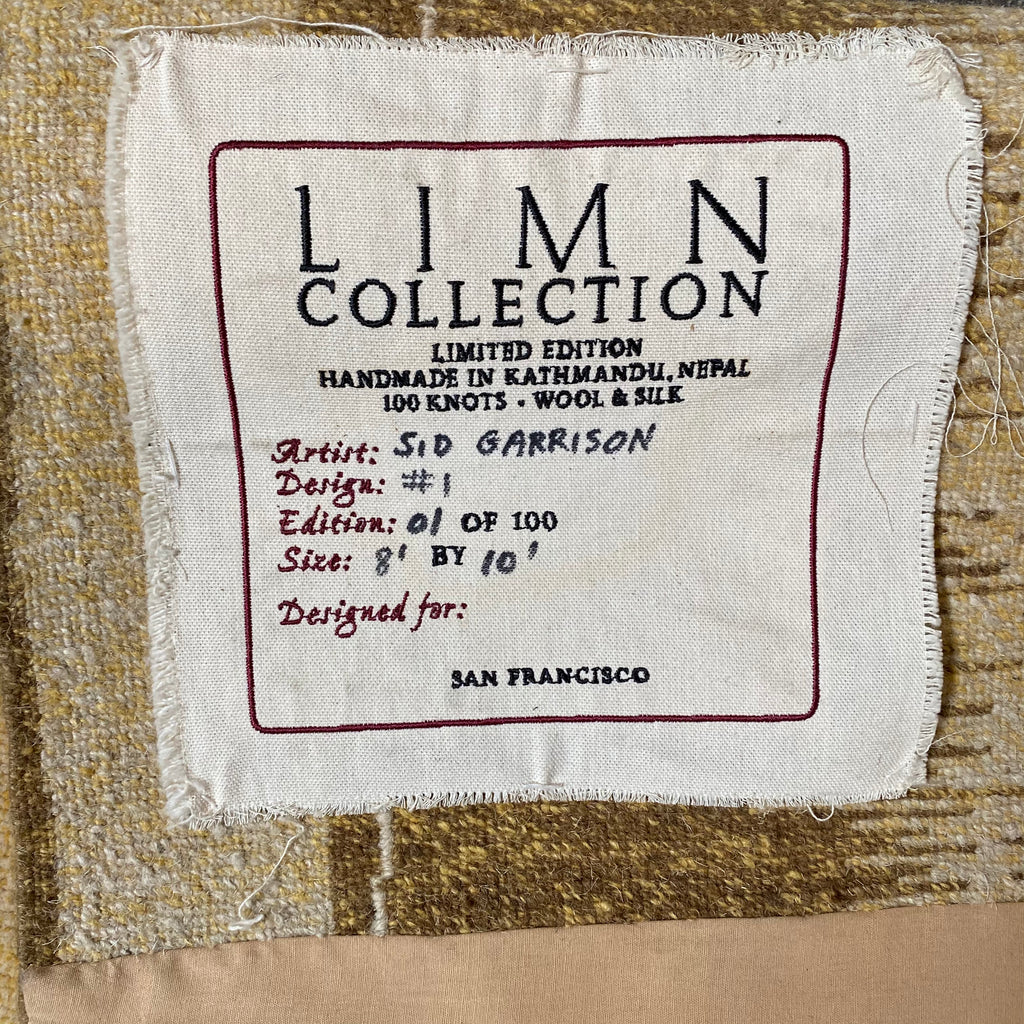 LIMN
COLLECTION
LIMITED EDITION
HANDMADE IN KATHMANDU, NEPAL
100 KNOTS · WOOL & SILK
Artist: SID GARRISON
Design: #1
Edition: 01 OF 100
Size: 8' BY 10'
Designed for:
SAN FRANCISCO